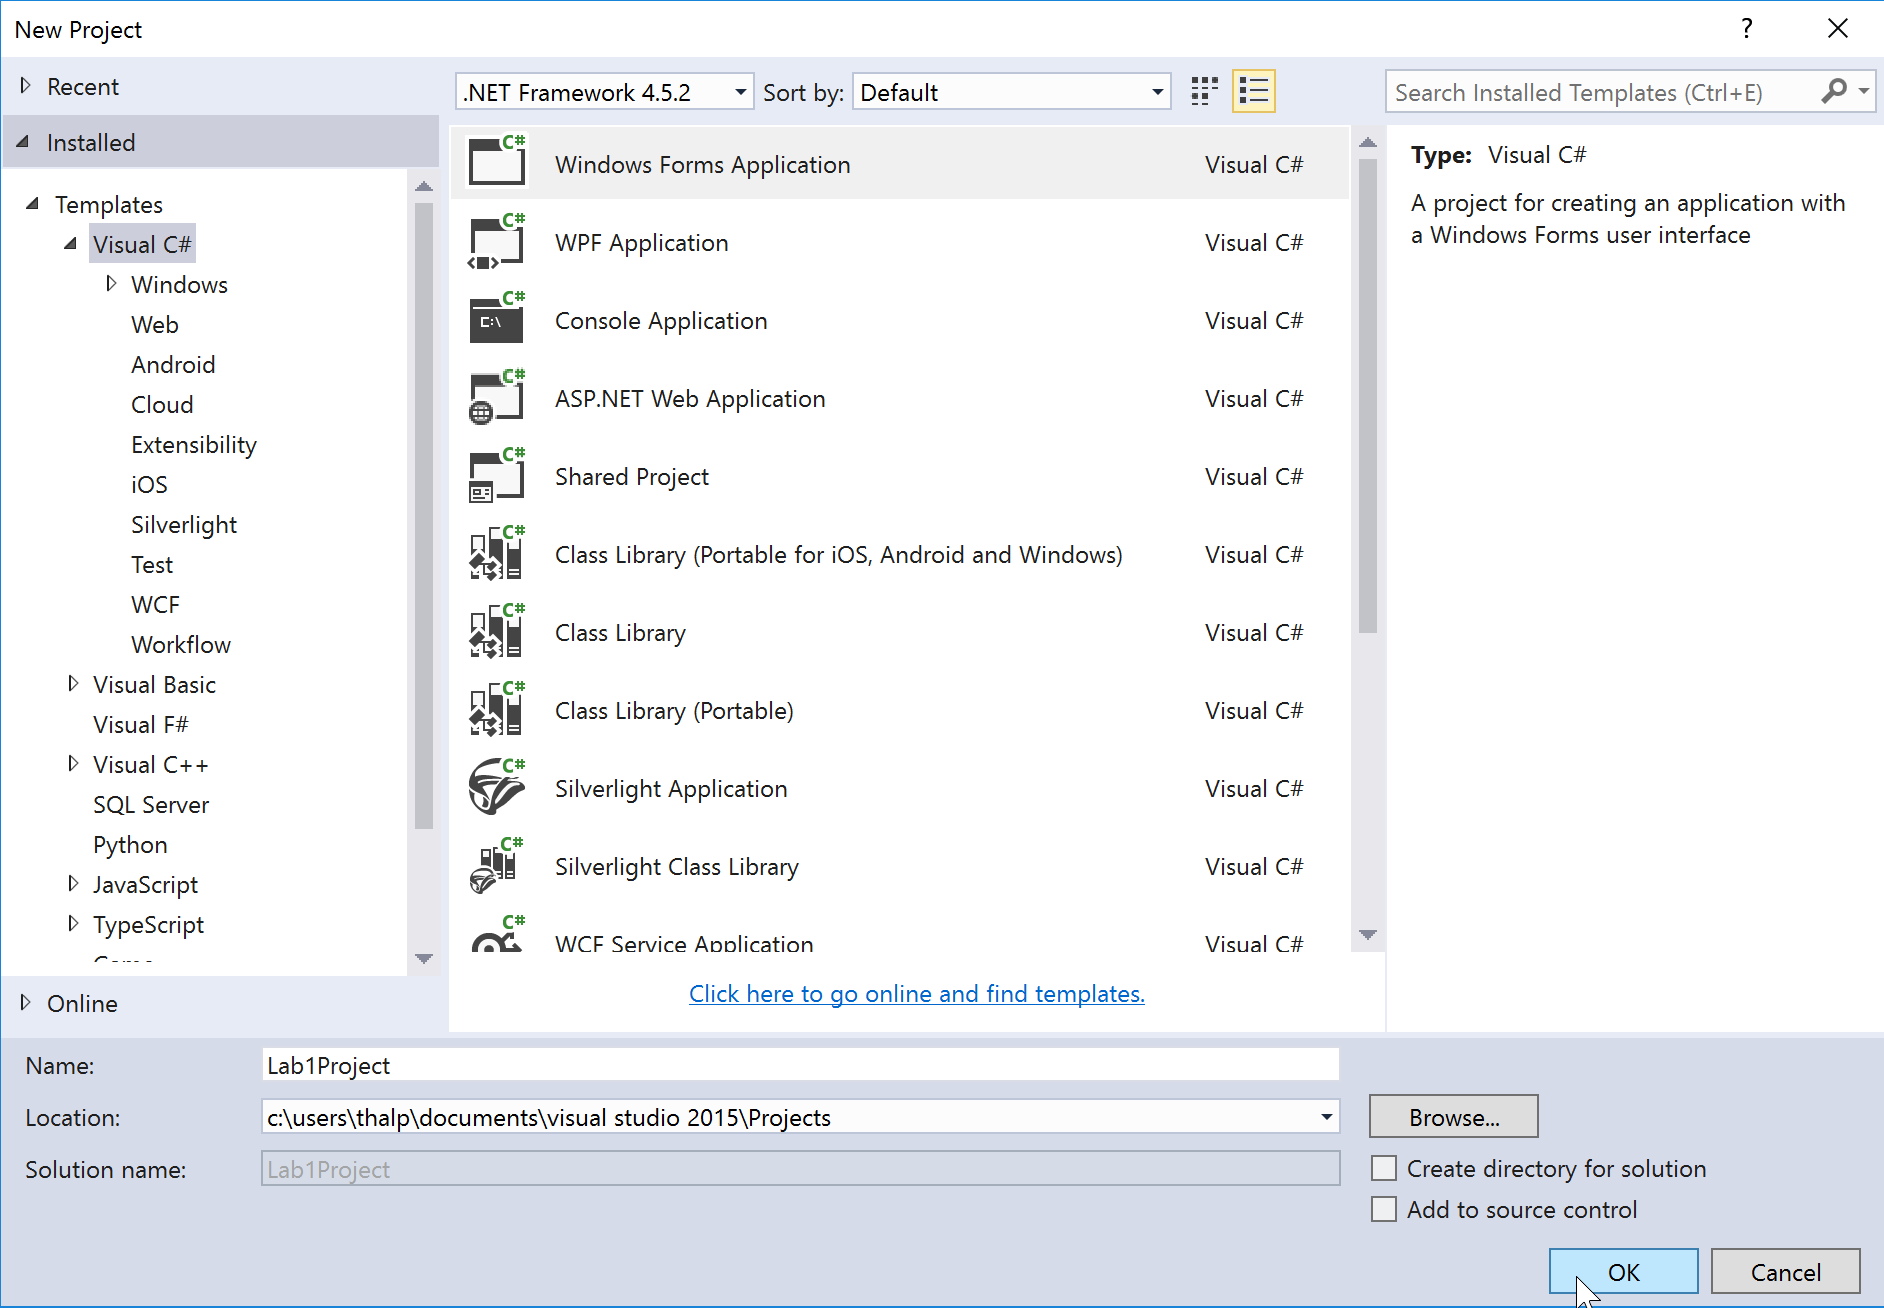 New Project
?
Recent
Installed
.NET Framework 4.5.2
Sort by:
Default
Search Installed Templates (Ctrl+E)
Templates
Visual C#
Windows
Web
Android
Cloud
Extensibility
iOS
Silverlight
Test
WCF
Workflow
Visual Basic
Visual F#
Visual C++
SQL Server
Python
JavaScript
TypeScript
Online
Windows Forms Application Visual C#
WPF Application Visual C#
Console Application Visual C#
ASP.NET Web Application Visual C#
Shared Project Visual C#
Class Library (Portable for iOS, Android and Windows) Visual C#
Class Library Visual C#
Class Library (Portable) Visual C#
Silverlight Application Visual C#
Silverlight Class Library Visual C#
WCF Service Application Visual C#
Click here to go online and find templates.
Type: Visual C#
A project for creating an application with
a Windows Forms user interface
Name: Lab1Project
Location: c:\users\thalp\documents\visual studio 2015\Projects
Browse...
Solution name: Lab1Project
Create directory for solution
Add to source control
OK
Cancel